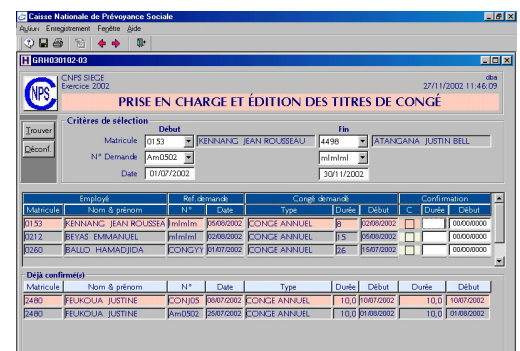 Caisse Nationale de Prévoyance Sociale
Action Enregistrement Fenêtre Aide
GRH030102-03
CNPS SIEGE
dba
Exercice 2002
27/11/2002 11:46:09
CNPS
PRISE EN CHARGE ET ÉDITION DES TITRES DE CONGÉ
Trouver
Déconf.
Critères de sélection
Début Fin
Matricule 0153 KENNANG JEAN ROUSSEAU 4498 ATANGANA JUSTIN BELL
N° Demande Am0502 mlmlml
Date 01/07/2002 30/11/2002
Employé Ref. demande Congé demandé Confirmation
Matricule Nom & prénom N° Date Type Durée Début C Durée Début
0153 KENNANG JEAN ROUSSEA mlmlm 05/08/2002 CONGE ANNUEL 8 02/08/2002 00/00/0000
0212 BEYAS EMMANUEL mlmlm 02/08/2002 CONGE ANNUEL 15 05/08/2002 00/00/0000
0260 BALLO HAMADJIDA CONGYY 01/07/2002 CONGE ANNUEL 26 15/07/2002 00/00/0000
Déjà confirmé(s)
Matricule Nom & prénom N° Date Type Durée Début Durée Début
2480 FEUKOUA JUSTINE CONJ05 08/07/2002 CONGE ANNUEL 10,0 10/07/2002 10,0 10/07/2002
2480 FEUKOUA JUSTINE Am0502 25/07/2002 CONGE ANNUEL 10,0 01/08/2002 10,0 01/08/2002